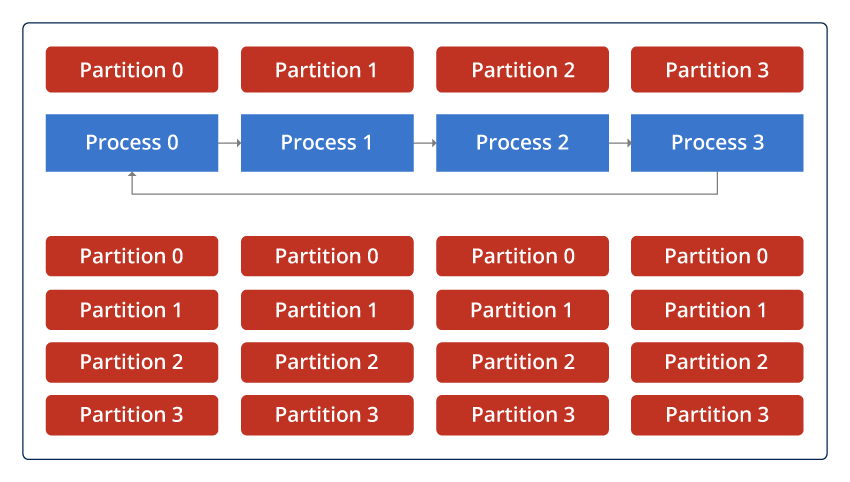 Partition 0 Partition 1 Partition 2 Partition 3
Process 0 Process 1 Process 2 Process 3
Partition 0 Partition 0 Partition 0 Partition 0
Partition 1 Partition 1 Partition 1 Partition 1
Partition 2 Partition 2 Partition 2 Partition 2
Partition 3 Partition 3 Partition 3 Partition 3